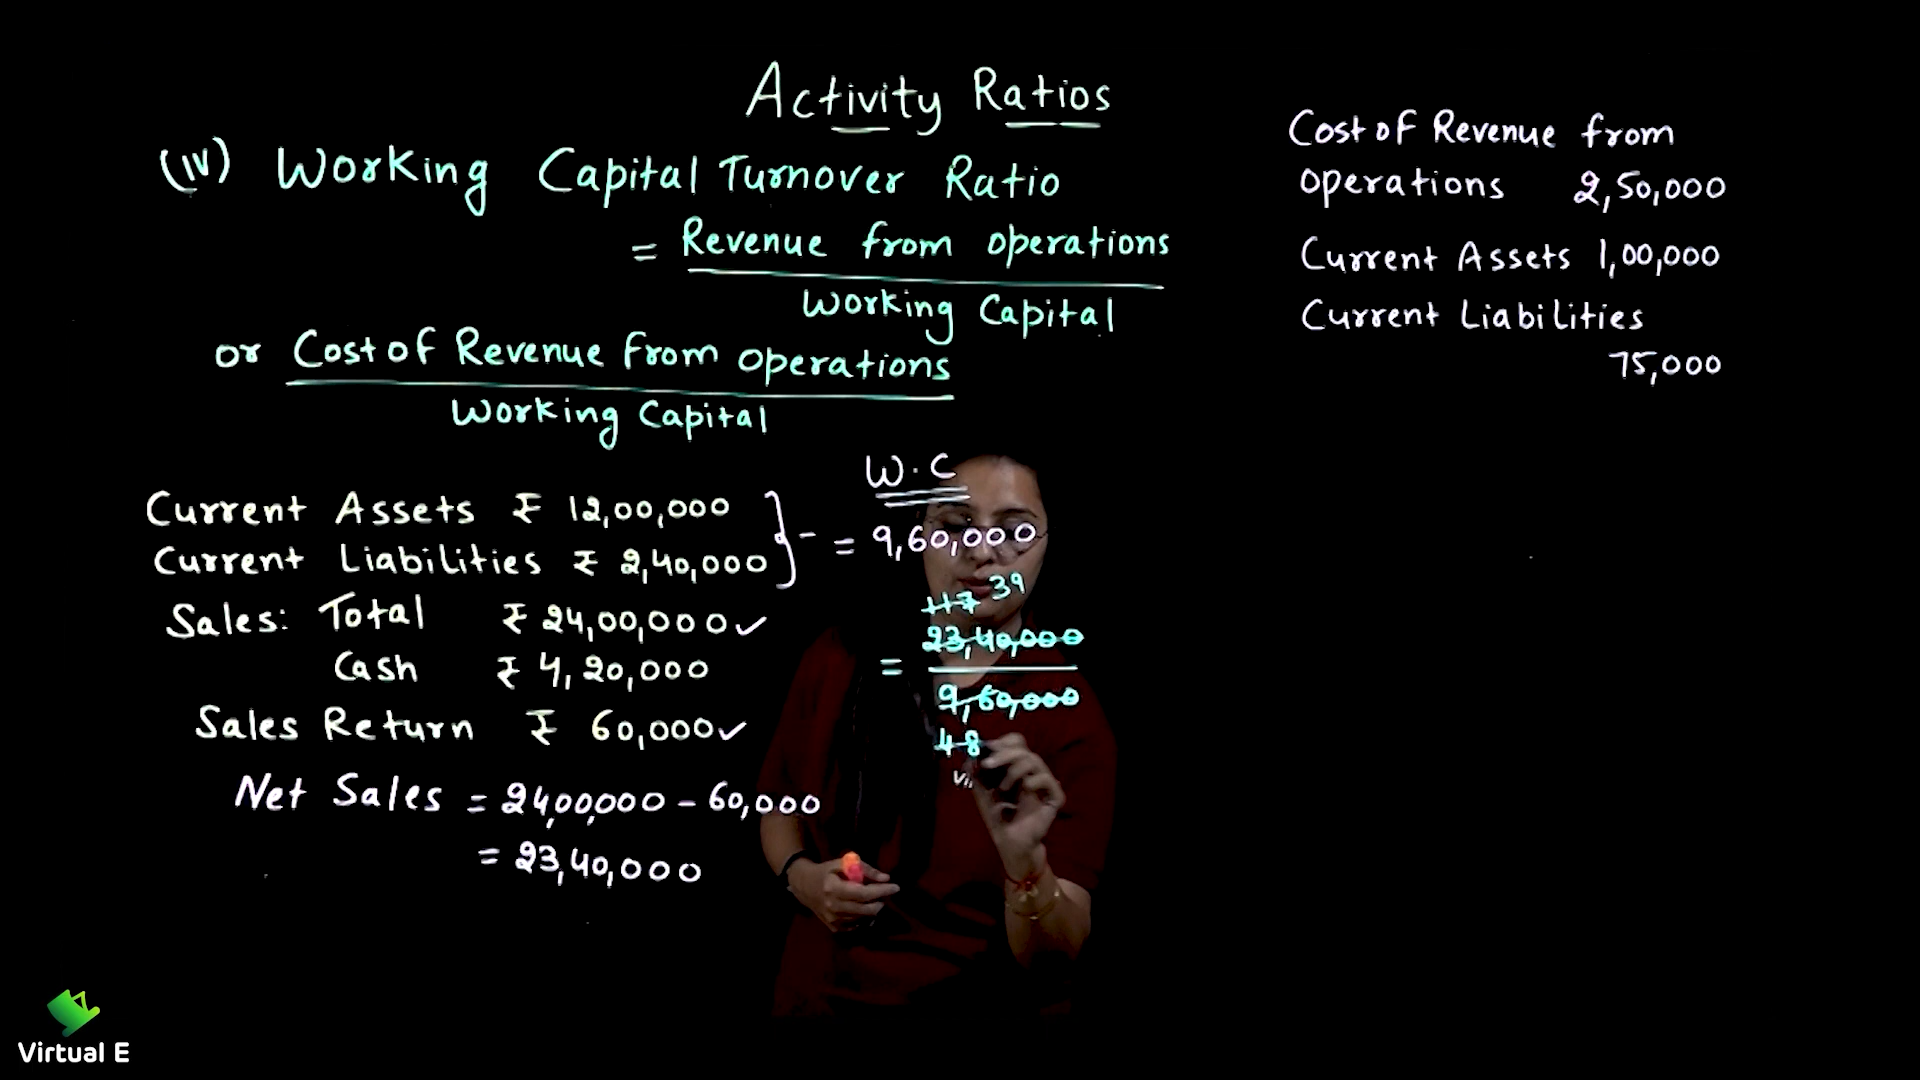 Activity Ratios
(iv) Working Capital Turnover Ratio
= Revenue from operations
Working Capital
or Cost of Revenue from operations
Working Capital
Current Assets ₹ 12,00,000
Current Liabilities ₹ 2,40,000
Sales: Total ₹ 24,00,000 ✓
Cash ₹ 4,20,000
Sales Return ₹ 60,000 ✓
Net Sales = 24,00,000 - 60,000
= 23,40,000
W.C
- = 9,60,000
117 39
= 23,40,000
9,60,000
48
Cost of Revenue from
operations 2,50,000
Current Assets 1,00,000
Current Liabilities
75,000
Virtual E